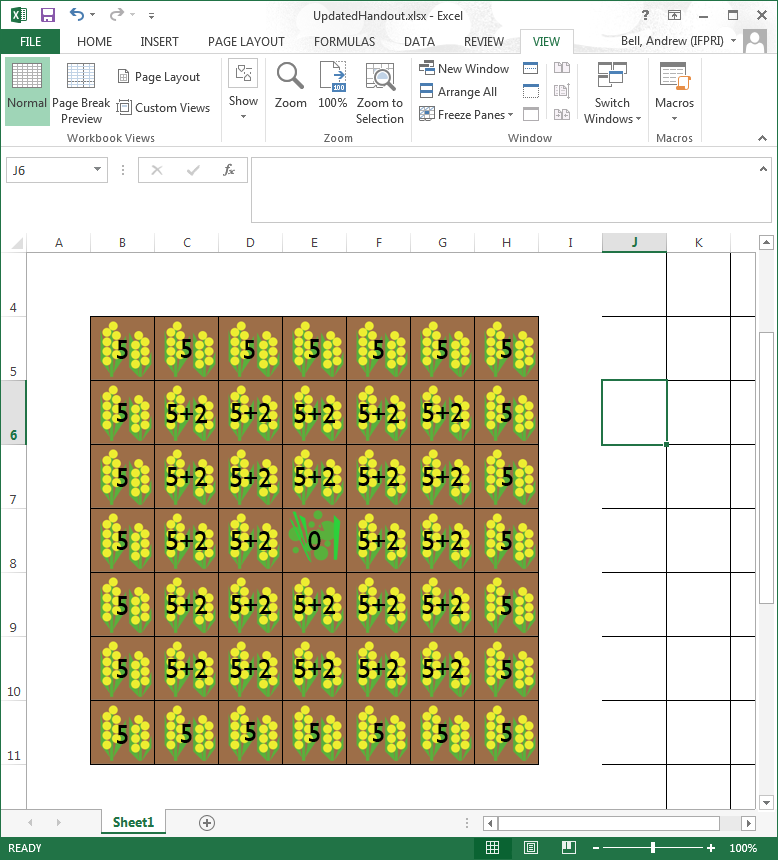 UpdatedHandout.xlsx - Excel
?
FILE HOME INSERT PAGE LAYOUT FORMULAS DATA REVIEW VIEW Bell, Andrew (IFPRI)
Normal
Page Break Preview
Page Layout
Custom Views
Workbook Views
Show
Zoom
100%
100
Zoom to Selection
Zoom
New Window
Arrange All
Freeze Panes
Switch Windows
Window
Macros
Macros
J6
fx
A B C D E F G H I J K
4
5 5 5 5 5 5 5 5
6 5 5+2 5+2 5+2 5+2 5+2 5
7 5 5+2 5+2 5+2 5+2 5+2 5
8 5 5+2 5+2 0 5+2 5+2 5
9 5 5+2 5+2 5+2 5+2 5+2 5
10 5 5+2 5+2 5+2 5+2 5+2 5
11 5 5 5 5 5 5 5
Sheet1
READY 100%